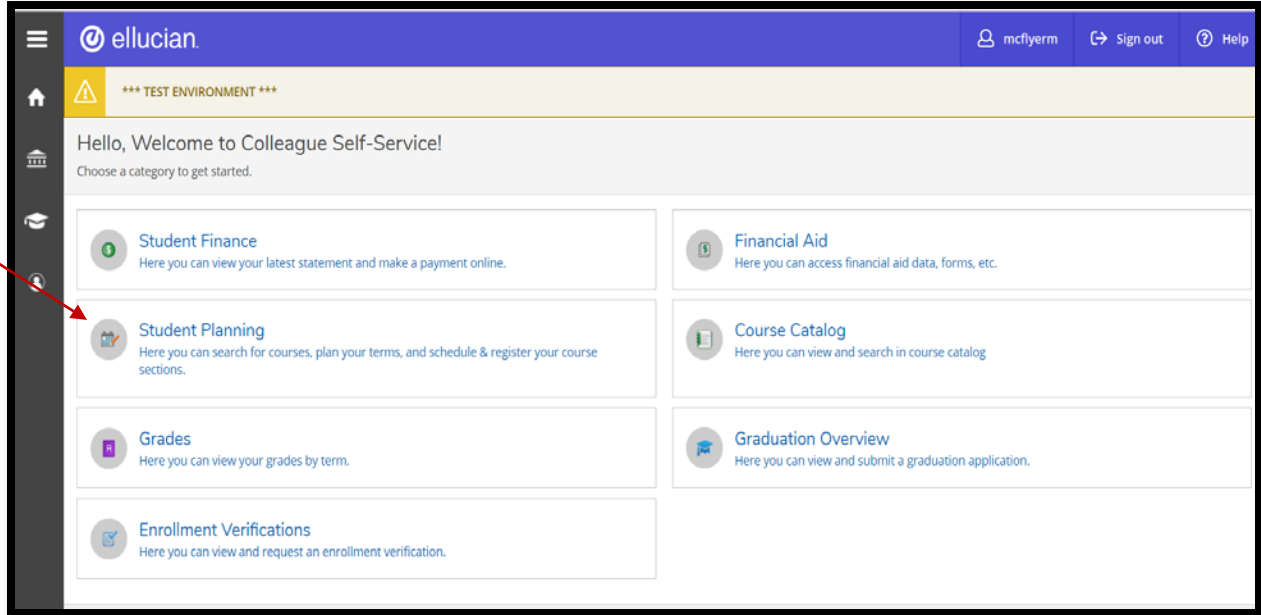 ellucian.
mcflyerm
Sign out
Help
*** TEST ENVIRONMENT ***
Hello, Welcome to Colleague Self-Service!
Choose a category to get started.
Student Finance
Here you can view your latest statement and make a payment online.
Financial Aid
Here you can access financial aid data, forms, etc.
Student Planning
Here you can search for courses, plan your terms, and schedule & register your course
sections.
Course Catalog
Here you can view and search in course catalog
Grades
Here you can view your grades by term.
Graduation Overview
Here you can view and submit a graduation application.
Enrollment Verifications
Here you can view and request an enrollment verification.